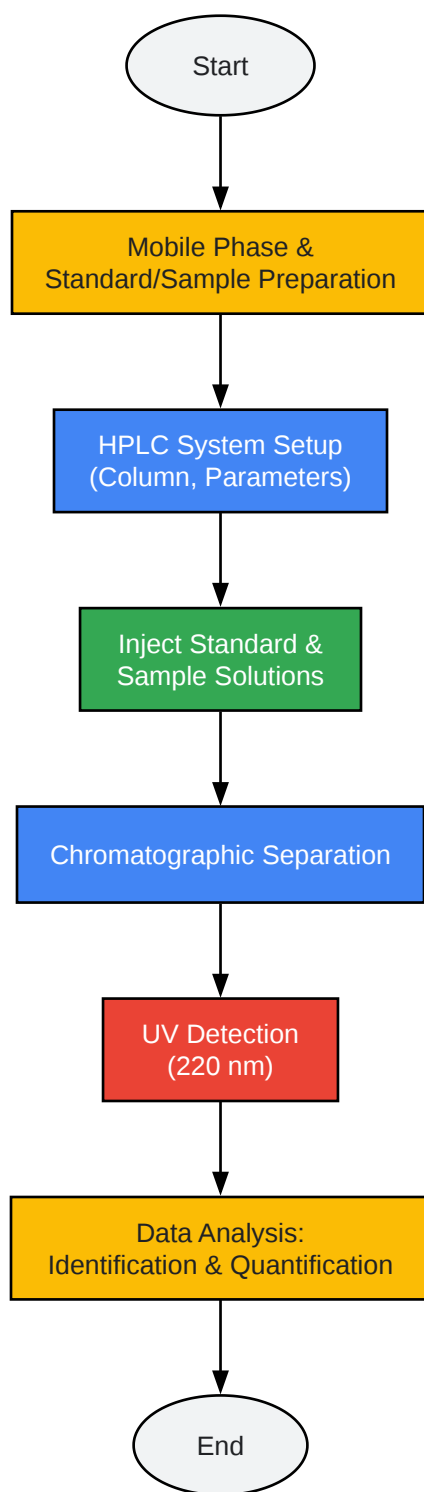 Start
Mobile Phase &
Standard/Sample Preparation
HPLC System Setup
(Column, Parameters)
Inject Standard &
Sample Solutions
Chromatographic Separation
UV Detection
(220 nm)
Data Analysis:
Identification & Quantification
End